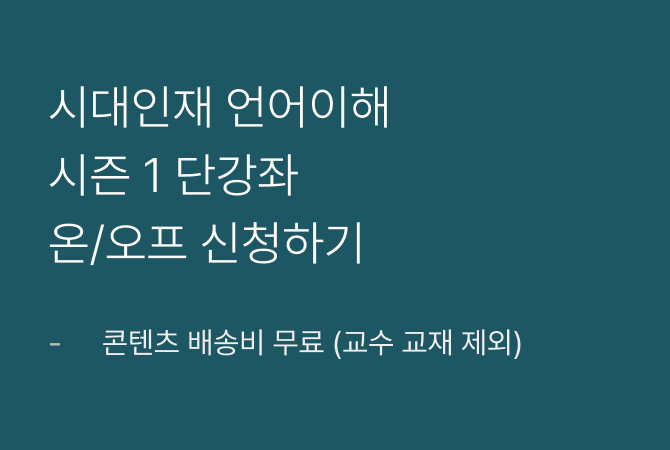 시대인재 언어이해
시즌 1 단강좌
온/오프 신청하기
- 콘텐츠 배송비 무료 (교수 교재 제외)